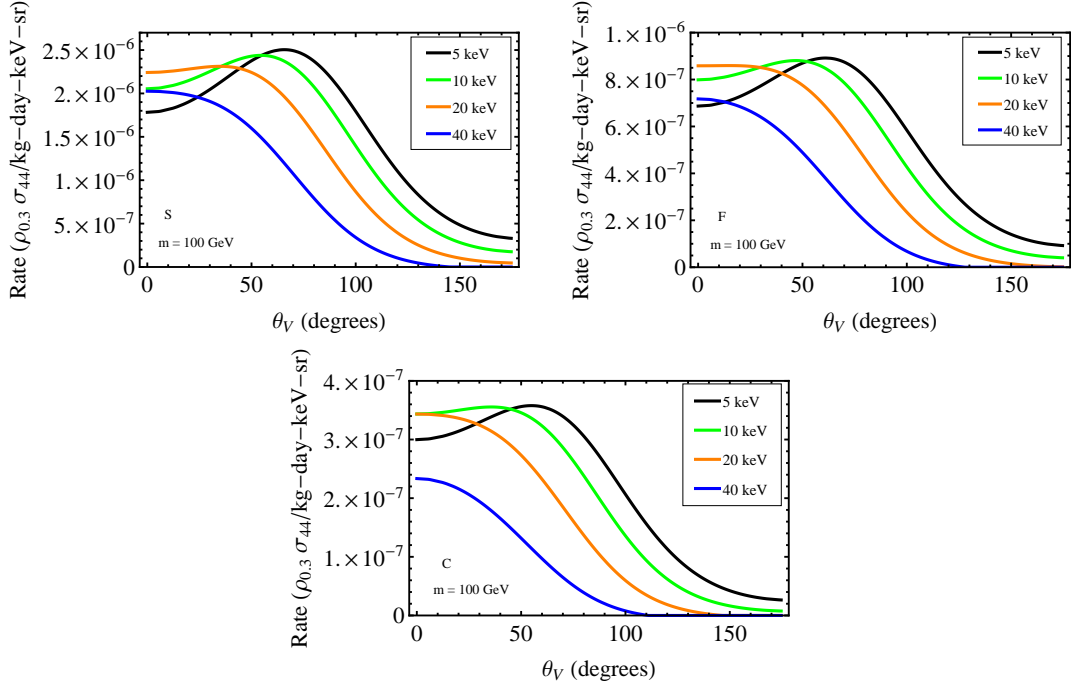 Rate (ρ0.3 σ44/kg−day−keV−sr)
2.5×10⁻⁶
2.×10⁻⁶
1.5×10⁻⁶
1.×10⁻⁶
5.×10⁻⁷
0
5 keV
10 keV
20 keV
40 keV
S
m = 100 GeV
0 50 100 150
θV (degrees)
Rate (ρ0.3 σ44/kg−day−keV−sr)
1.×10⁻⁶
8.×10⁻⁷
6.×10⁻⁷
4.×10⁻⁷
2.×10⁻⁷
0
5 keV
10 keV
20 keV
40 keV
F
m = 100 GeV
0 50 100 150
θV (degrees)
Rate (ρ0.3 σ44/kg−day−keV−sr)
4.×10⁻⁷
3.×10⁻⁷
2.×10⁻⁷
1.×10⁻⁷
0
5 keV
10 keV
20 keV
40 keV
C
m = 100 GeV
0 50 100 150
θV (degrees)